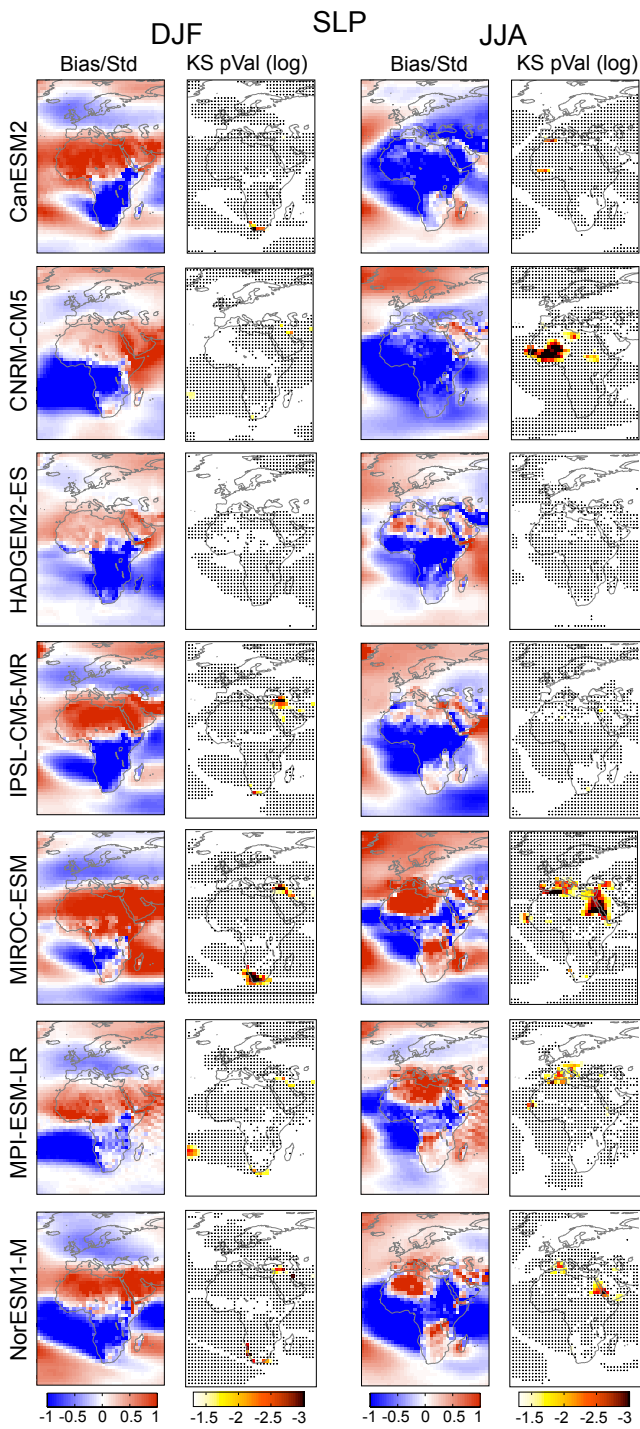 SLP
DJF JJA
Bias/Std KS pVal (log) Bias/Std KS pVal (log)
CanESM2
CNRM-CM5
HADGEM2-ES
IPSL-CM5-MR
MIROC-ESM
MPI-ESM-LR
NorESM1-M
-1 -0.5 0 0.5 1 -1.5 -2 -2.5 -3 -1 -0.5 0 0.5 1 -1.5 -2 -2.5 -3